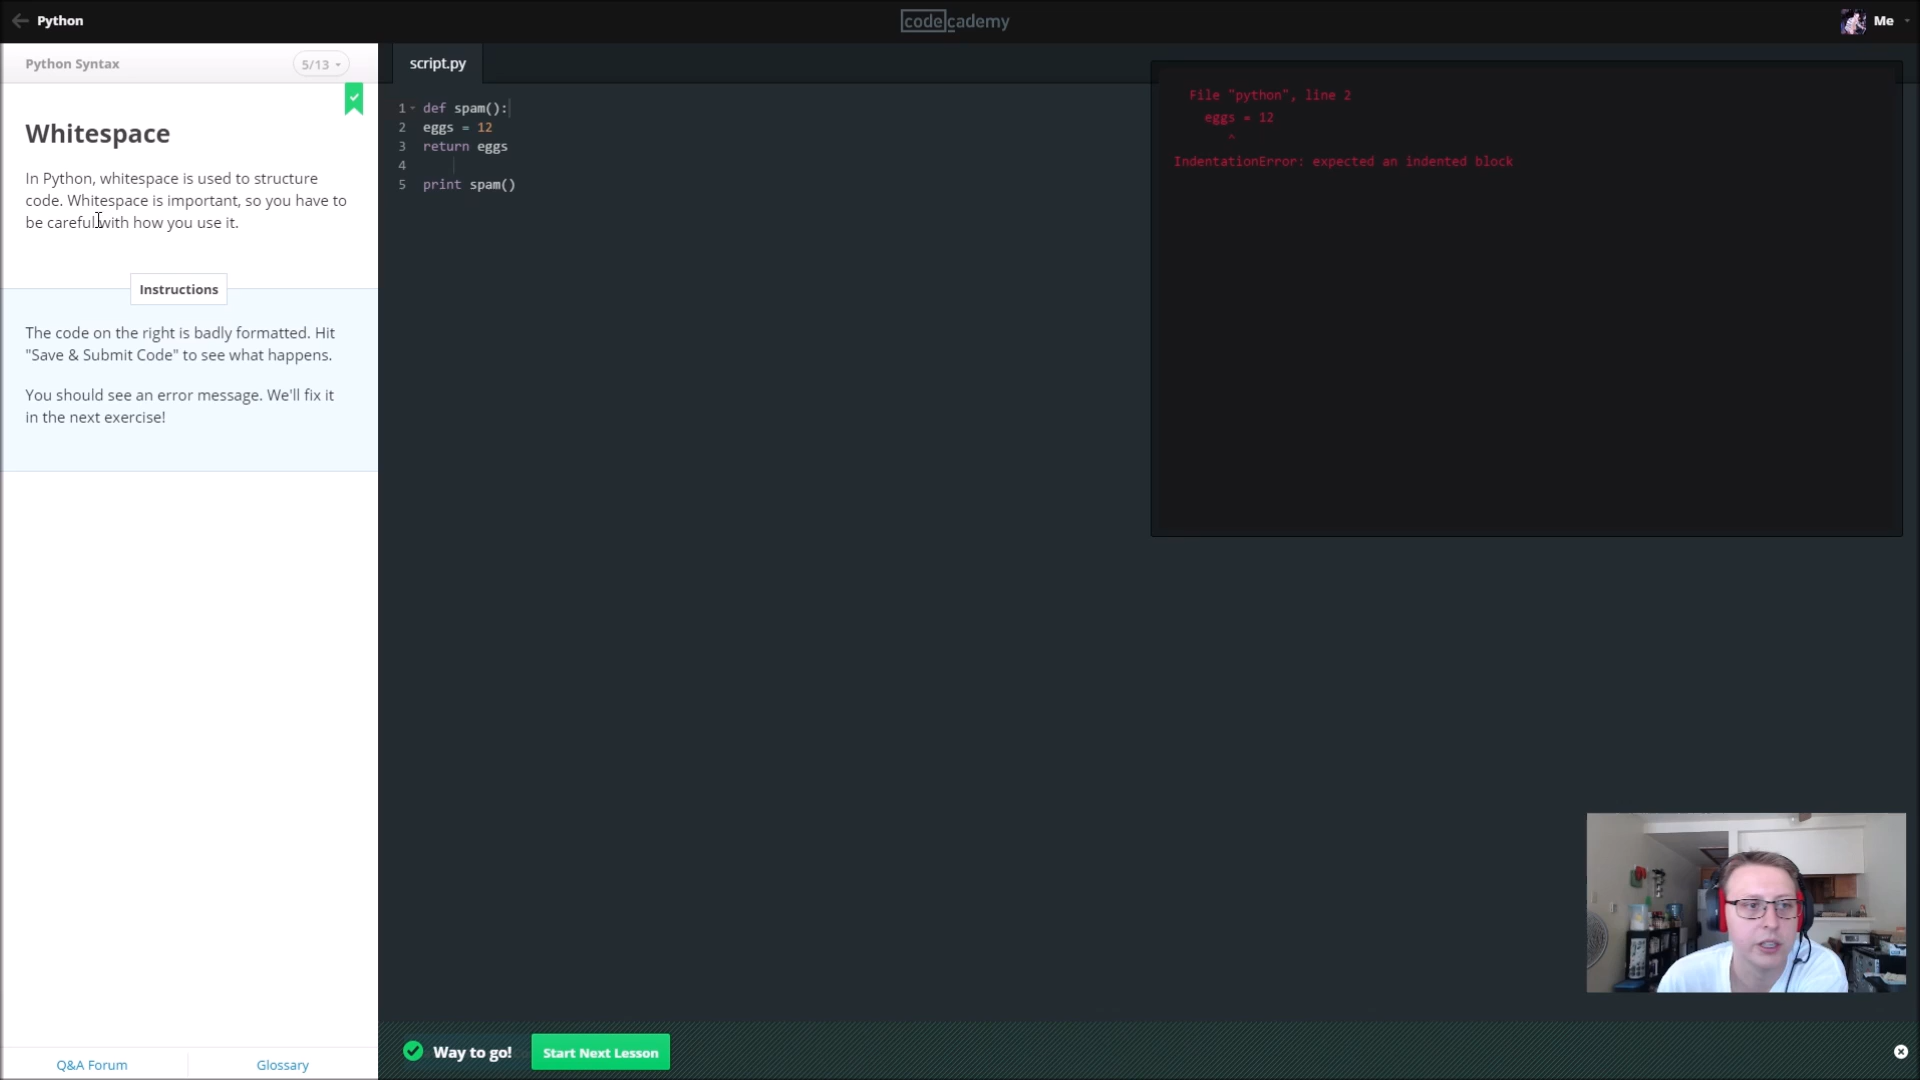 Python
codecademy
Me
Python Syntax
5/13
script.py
Whitespace
In Python, whitespace is used to structure
code. Whitespace is important, so you have to
be careful with how you use it.
Instructions
The code on the right is badly formatted. Hit
"Save & Submit Code" to see what happens.
You should see an error message. We'll fix it
in the next exercise!
1 def spam():
2 eggs = 12
3 return eggs
4
5 print spam()
File "python", line 2
eggs = 12
^
IndentationError: expected an indented block
Way to go!
Start Next Lesson
Q&A Forum
Glossary